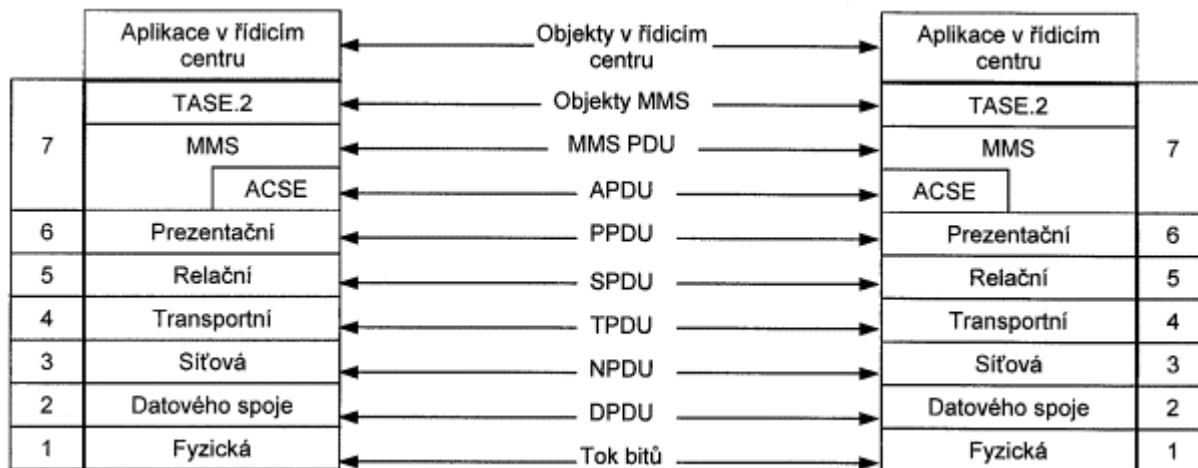 Aplikace v řídicím
centru
Objekty v řídicím
centru
Aplikace v řídicím
centru
TASE.2
Objekty MMS
TASE.2
7
MMS
MMS PDU
MMS
7
ACSE
APDU
ACSE
6
Prezentační
PPDU
Prezentační
6
5
Relační
SPDU
Relační
5
4
Transportní
TPDU
Transportní
4
3
Síťová
NPDU
Síťová
3
2
Datového spoje
DPDU
Datového spoje
2
1
Fyzická
Tok bitů
Fyzická
1